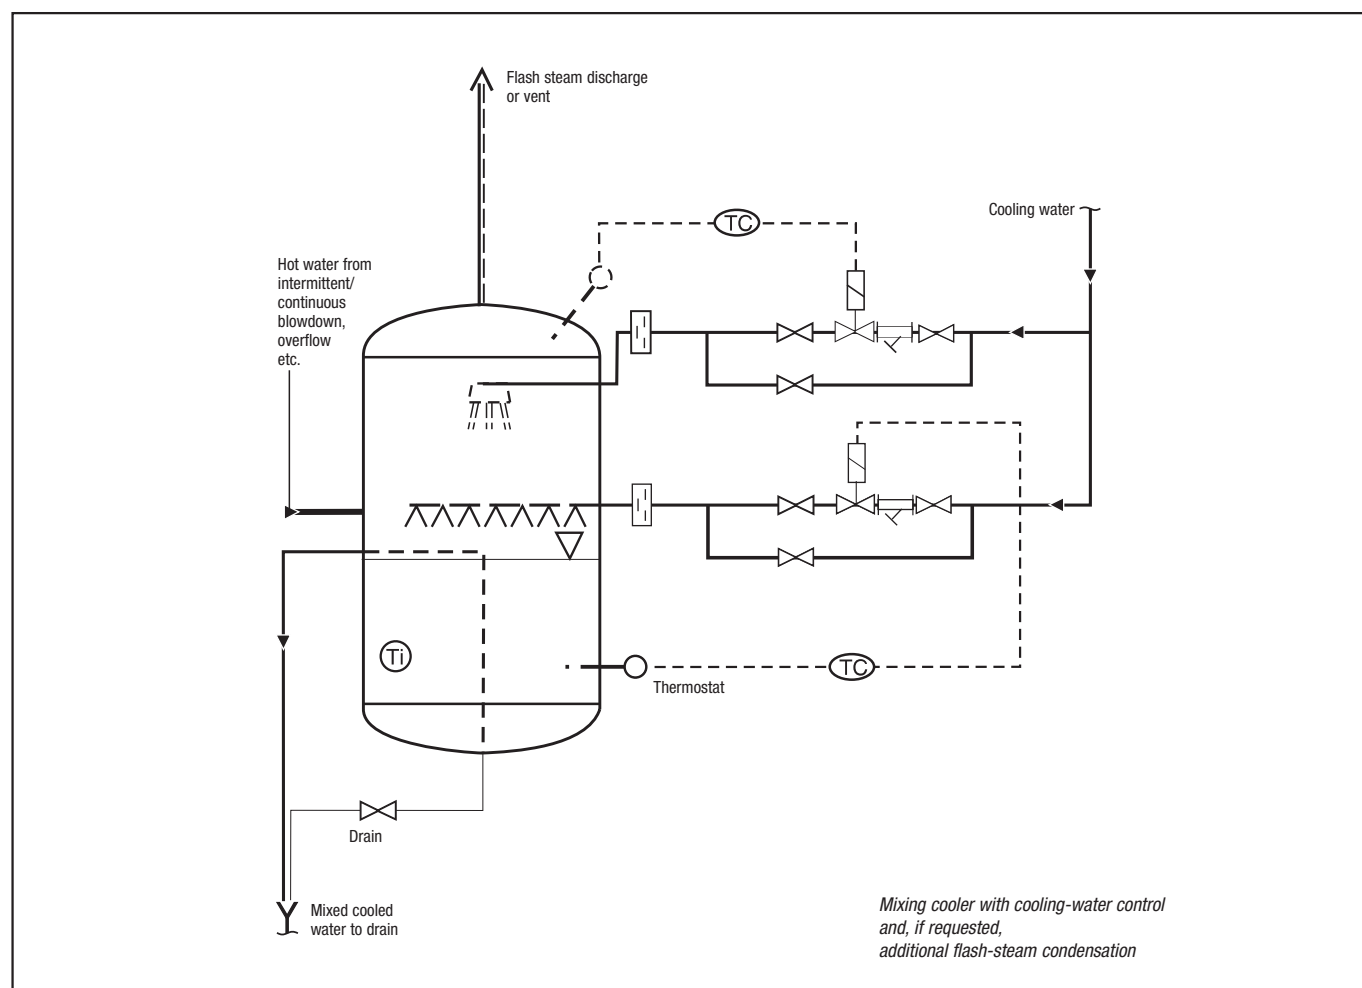 Flash steam discharge
or vent
Cooling water
TC
Hot water from
intermittent/
continuous
blowdown,
overflow
etc.
Ti
TC
Thermostat
Drain
Mixed cooled
water to drain
Mixing cooler with cooling-water control
and, if requested,
additional flash-steam condensation